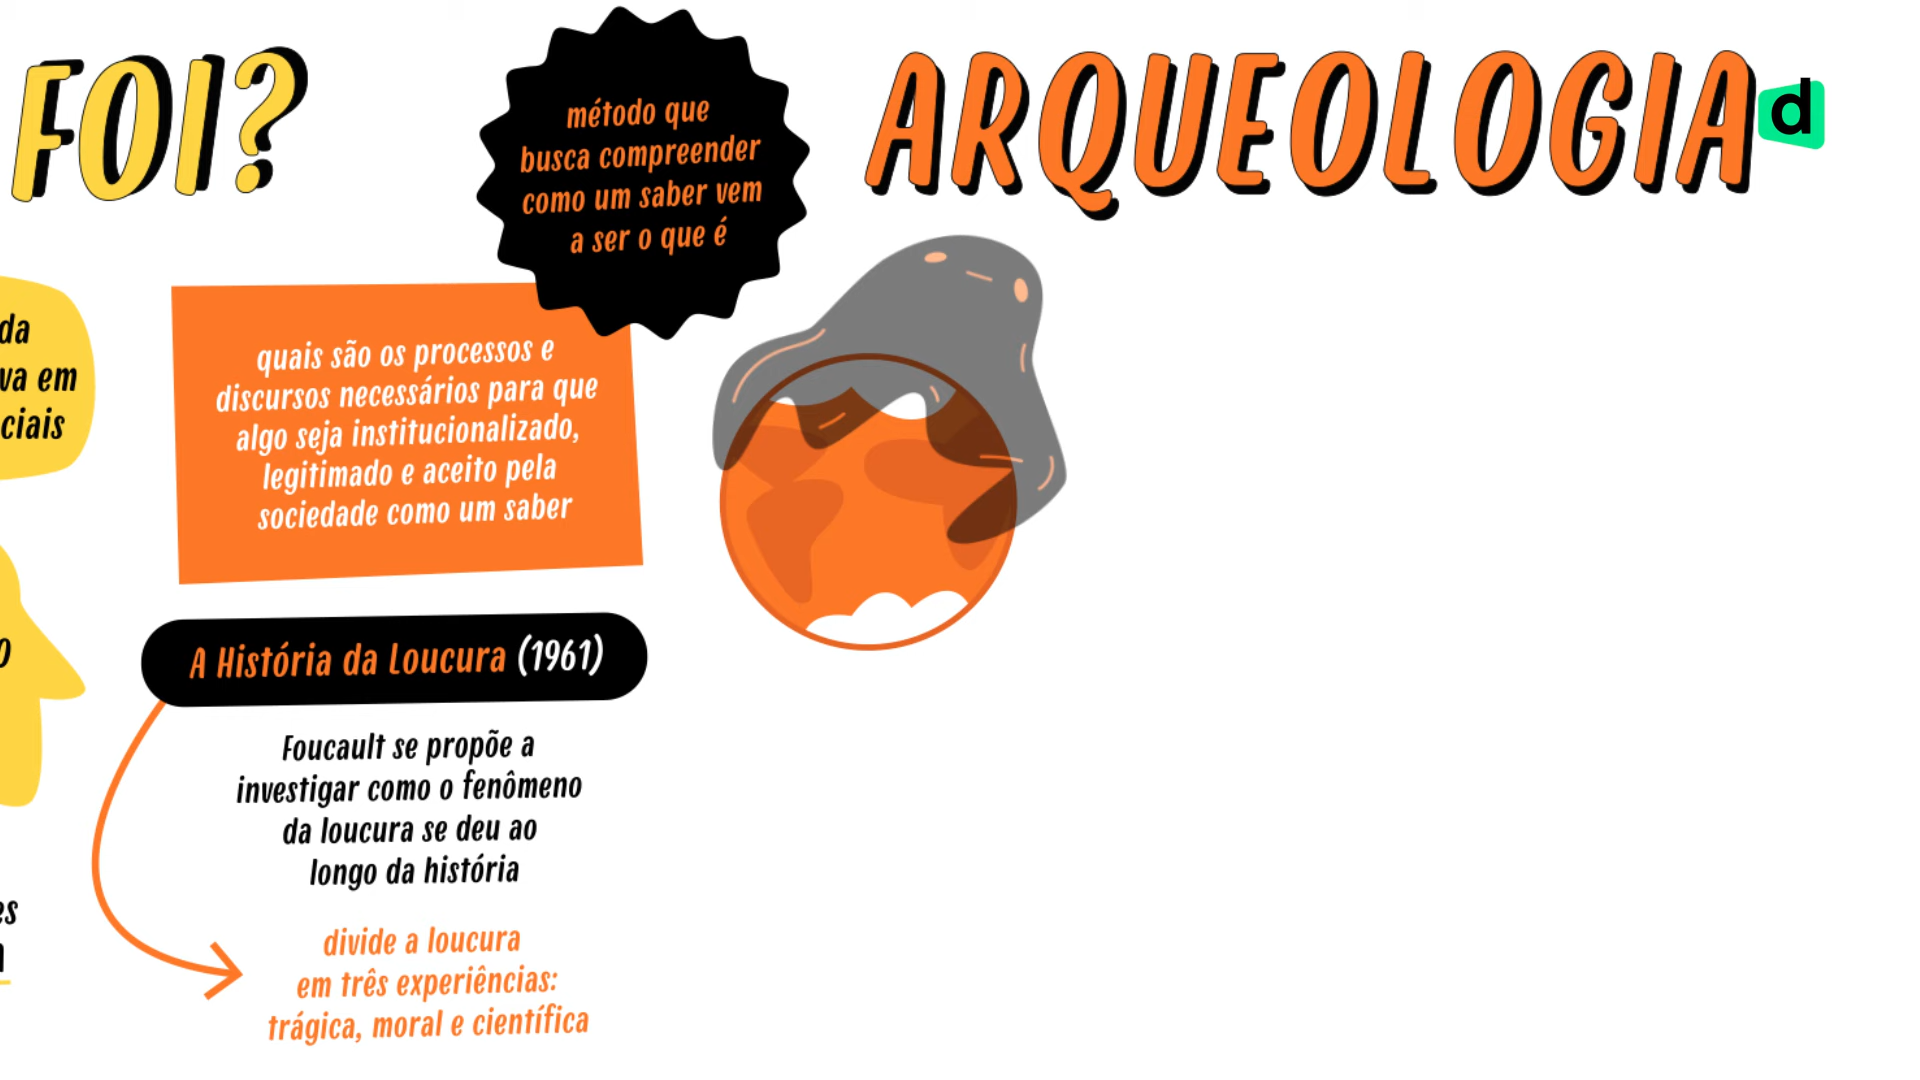 FOI?
método que
busca compreender
como um saber vem
a ser o que é
ARQUEOLOGIA
d
da
va em
ciais
quais são os processos e
discursos necessários para que
algo seja institucionalizado,
legitimado e aceito pela
sociedade como um saber
A História da Loucura (1961)
Foucault se propõe a
investigar como o fenômeno
da loucura se deu ao
longo da história
es
divide a loucura
em três experiências:
trágica, moral e científica